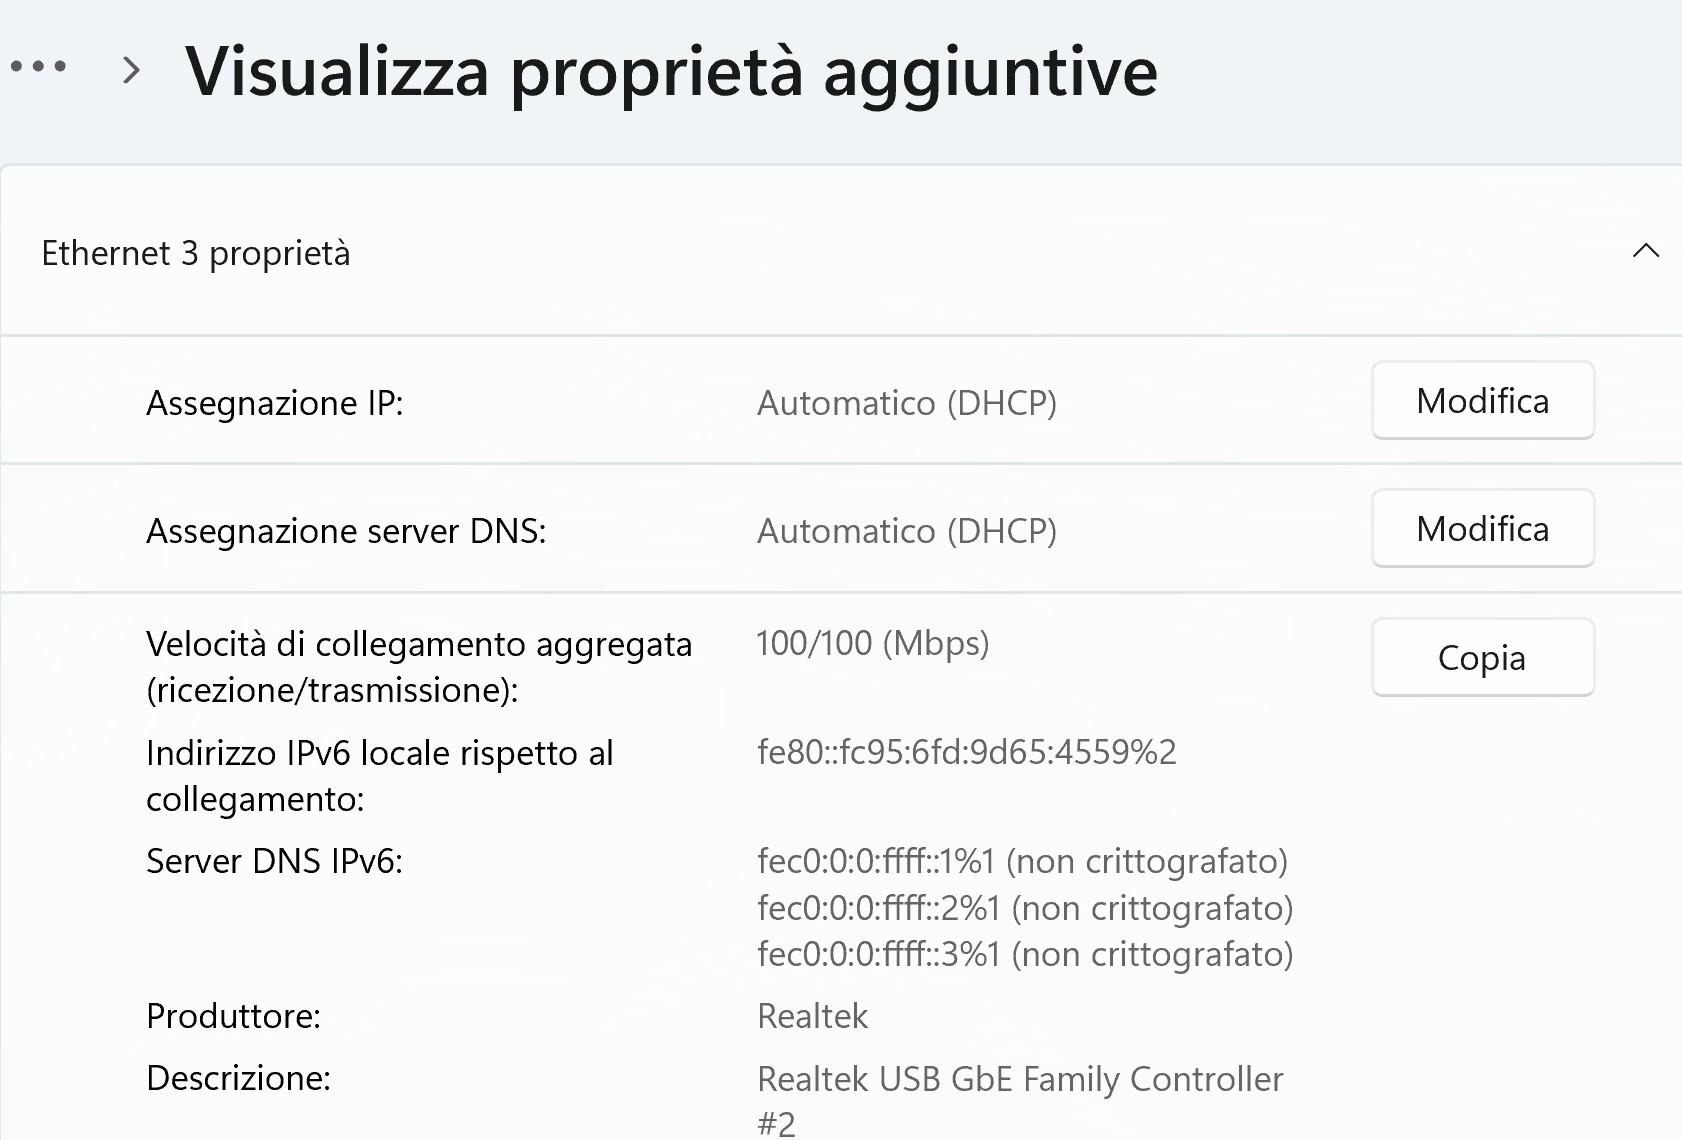 Visualizza proprietà aggiuntive
Ethernet 3 proprietà
Assegnazione IP: Automatico (DHCP) Modifica
Assegnazione server DNS: Automatico (DHCP) Modifica
Velocità di collegamento aggregata 100/100 (Mbps) Copia
(ricezione/trasmissione):
Indirizzo IPv6 locale rispetto al fe80::fc95:6fd:9d65:4559%2
collegamento:
Server DNS IPv6: fec0:0:0:ffff::1%1 (non crittografato)
fec0:0:0:ffff::2%1 (non crittografato)
fec0:0:0:ffff::3%1 (non crittografato)
Produttore: Realtek
Descrizione: Realtek USB GbE Family Controller
#2